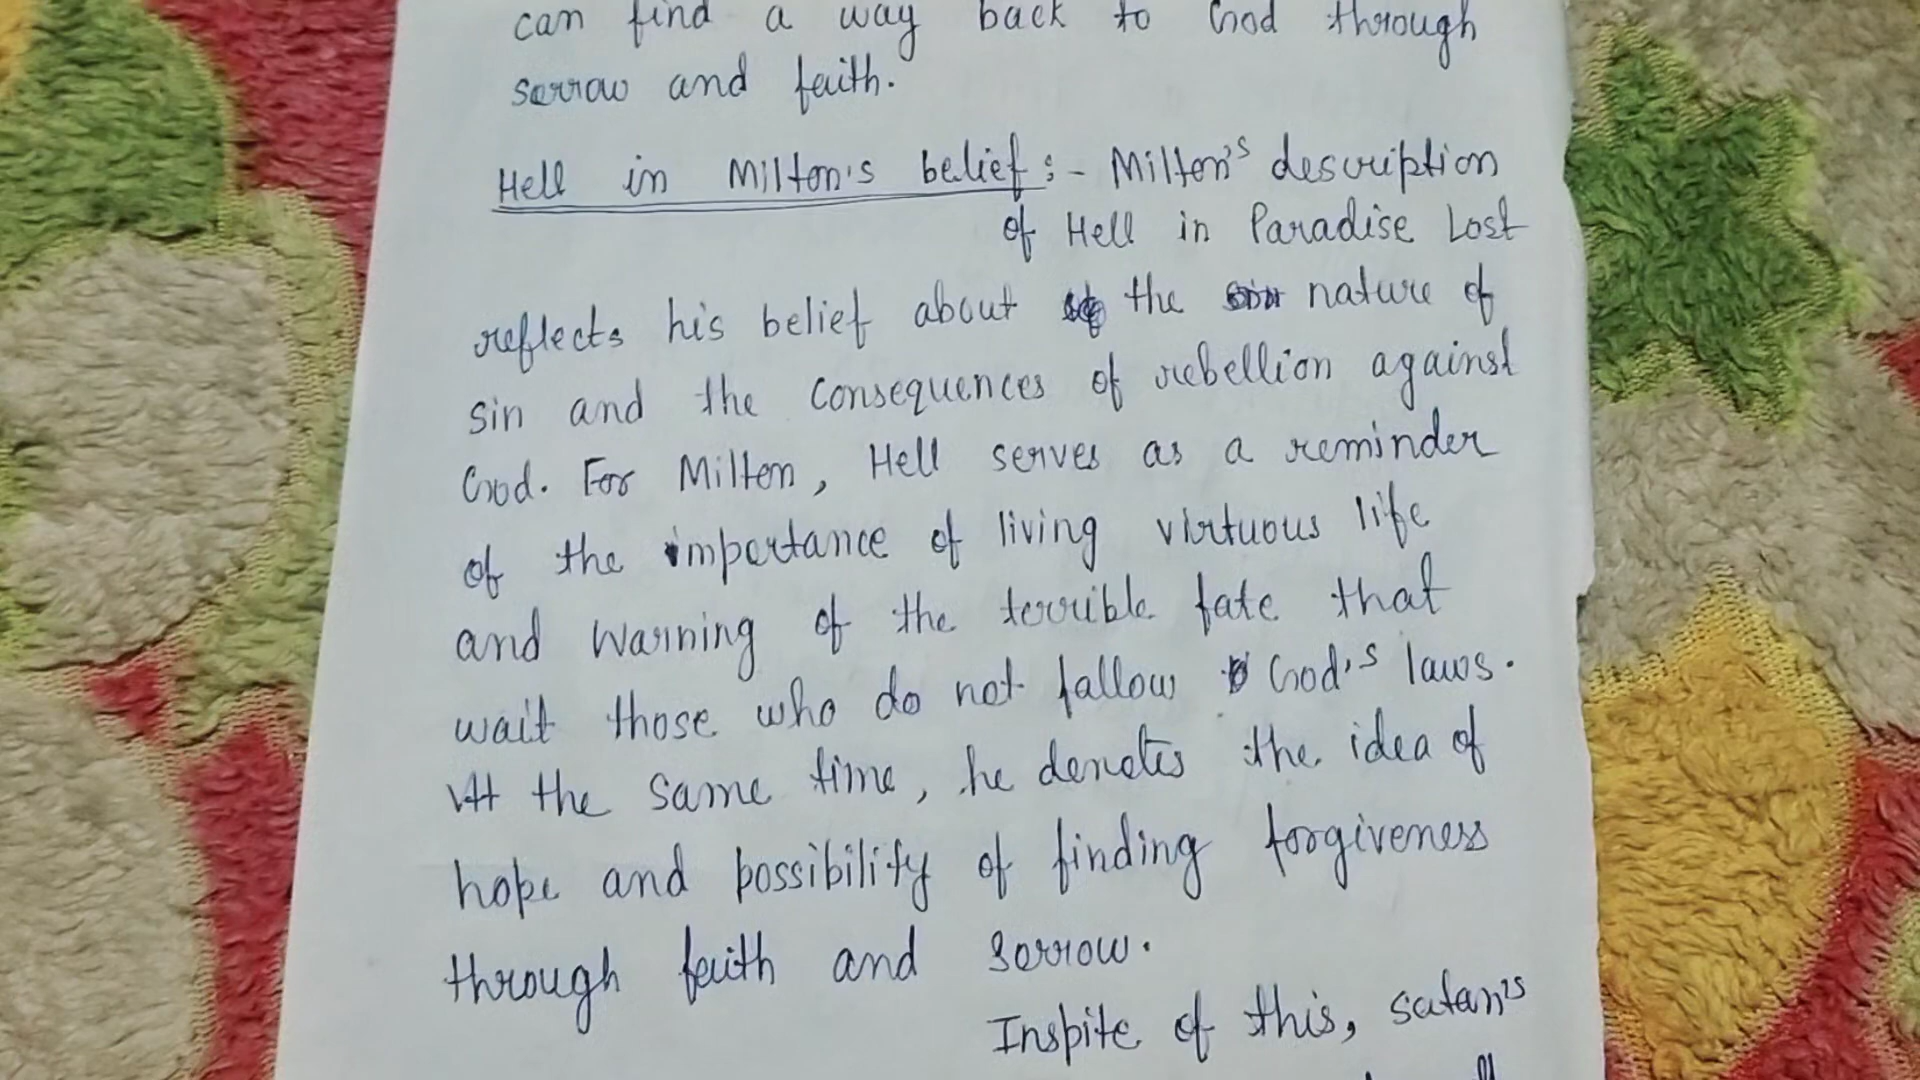 can find a way back to God through
sorrow and faith.
Hell in Milton's belief :- Milton's description
of Hell in Paradise Lost
reflects his belief about the nature of
sin and the consequences of rebellion against
God. For Milton, Hell serves as a reminder
of the importance of living virtuous life
and warning of the terrible fate that
wait those who do not fallow God's laws.
At the same time, he denotes the idea of
hope and possibility of finding forgiveness
through faith and sorrow.
Inspite of this, satan's